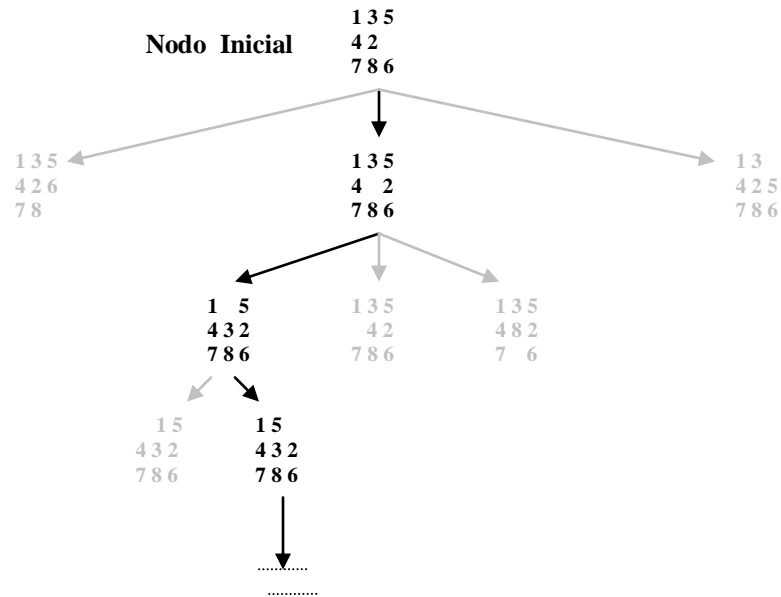 Nodo Inicial
1 3 5
4 2
7 8 6
1 3 5
4 2 6
7 8
1 3 5
4   2
7 8 6
1 3
4 2 5
7 8 6
1   5
4 3 2
7 8 6
1 3 5
  4 2
7 8 6
1 3 5
4 8 2
7   6
  1 5
4 3 2
7 8 6
1 5
4 3 2
7 8 6
............
............